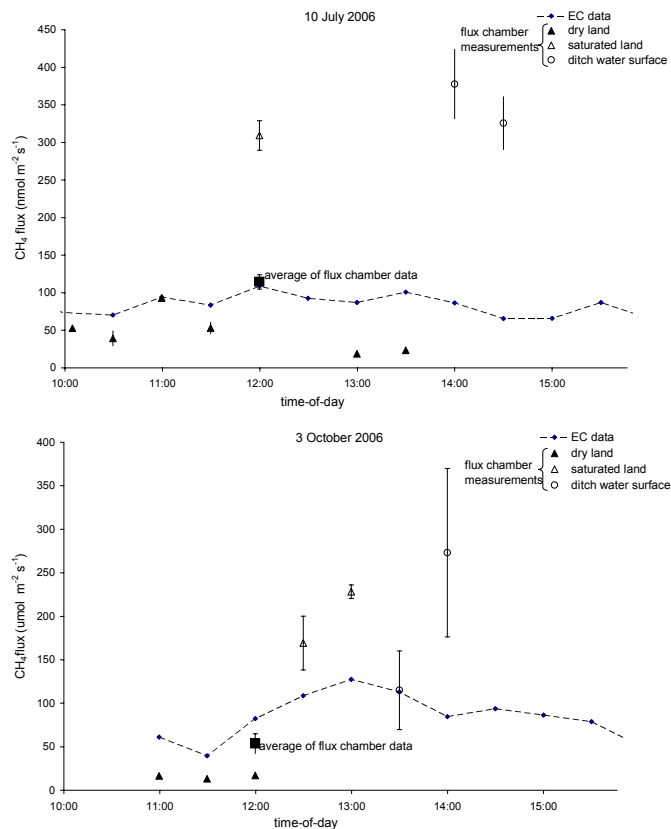 10 July 2006
EC data
flux chamber measurements
dry land
saturated land
ditch water surface
450
400
350
300
250
200
150
100
50
0
CH4 flux (nmol m-2 s-1)
average of flux chamber data
10:00 11:00 12:00 13:00 14:00 15:00
time-of-day
3 October 2006
EC data
flux chamber measurements
dry land
saturated land
ditch water surface
400
350
300
250
200
150
100
50
0
CH4 flux (umol m-2 s-1)
average of flux chamber data
10:00 11:00 12:00 13:00 14:00 15:00
time-of-day